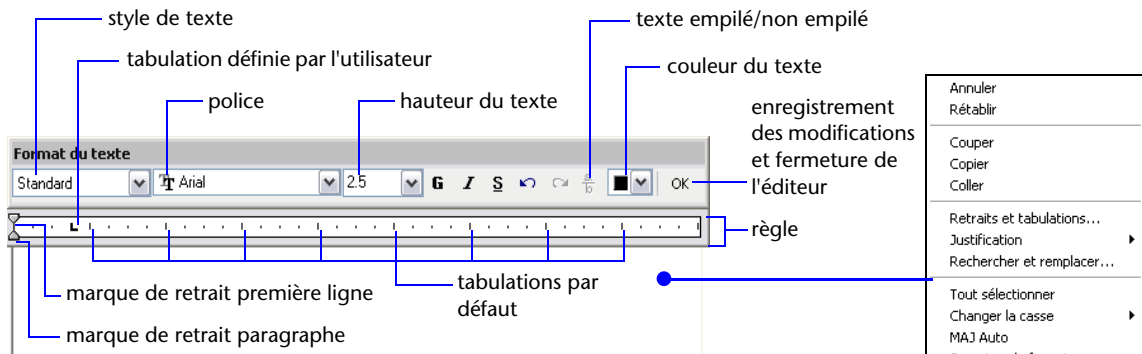 style de texte
texte empilé/non empilé
tabulation définie par l'utilisateur
couleur du texte
police
hauteur du texte
enregistrement
des modifications
et fermeture de
l'éditeur
Format du texte
Standard
Arial
2.5
G I S
a/b
OK
règle
marque de retrait première ligne
tabulations par
défaut
marque de retrait paragraphe
Annuler
Rétablir
Couper
Copier
Coller
Retraits et tabulations...
Justification
Rechercher et remplacer...
Tout sélectionner
Changer la casse
MAJ Auto